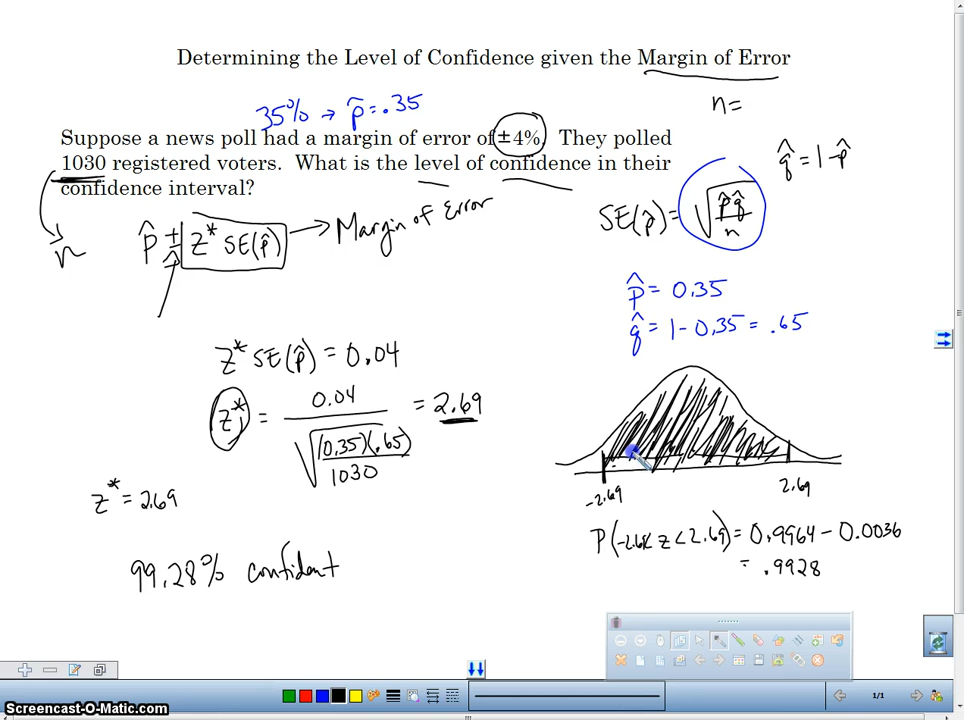 Determining the Level of Confidence given the Margin of Error
35% → p̂ = .35
n=
Suppose a news poll had a margin of error of ±4%. They polled
1030 registered voters. What is the level of confidence in their
confidence interval?
q̂ = 1-p̂
n
p̂ ± z* SE(p̂) → Margin of Error
SE(p̂) = √(p̂q̂/n)
p̂ = 0.35
q̂ = 1 - 0.35 = .65
z* SE(p̂) = 0.04
z* = 0.04 / √((0.35)(.65)/1030) = 2.69
z* = 2.69
-2.69 2.69
P(-2.68< z < 2.69) = 0.9964 - 0.0036
= .9928
99.28% confident
1/1
Screencast-O-Matic.com